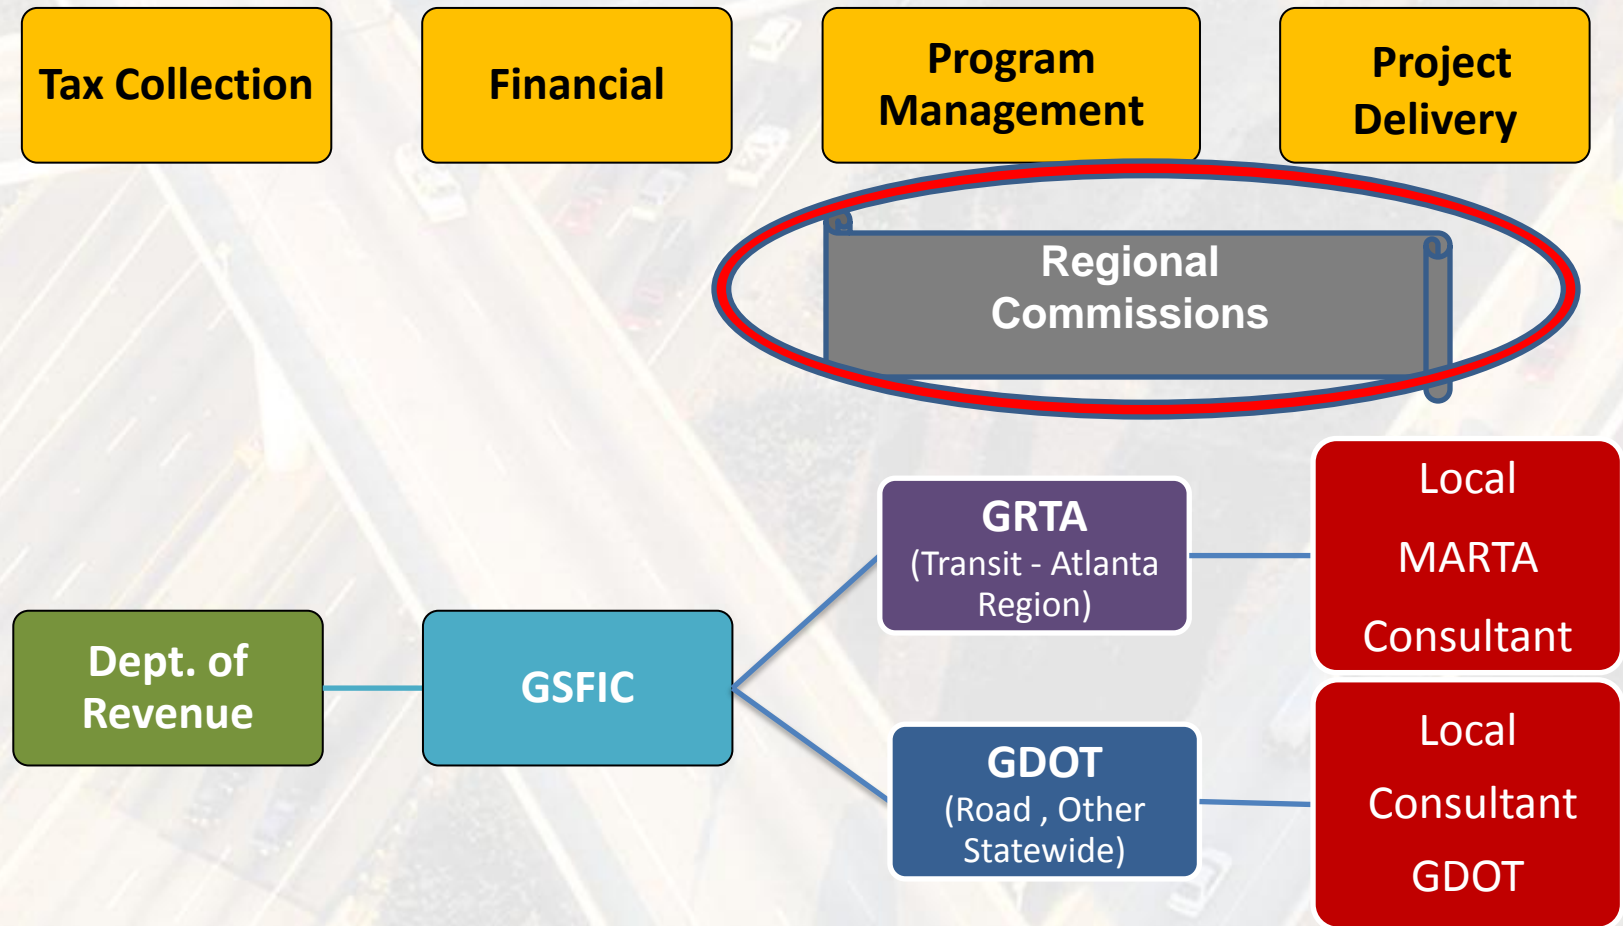 Tax Collection
Financial
Program
Management
Project
Delivery
Regional
Commissions
GRTA
(Transit - Atlanta
Region)
Local
MARTA
Consultant
Dept. of
Revenue
GSFIC
GDOT
(Road , Other
Statewide)
Local
Consultant
GDOT